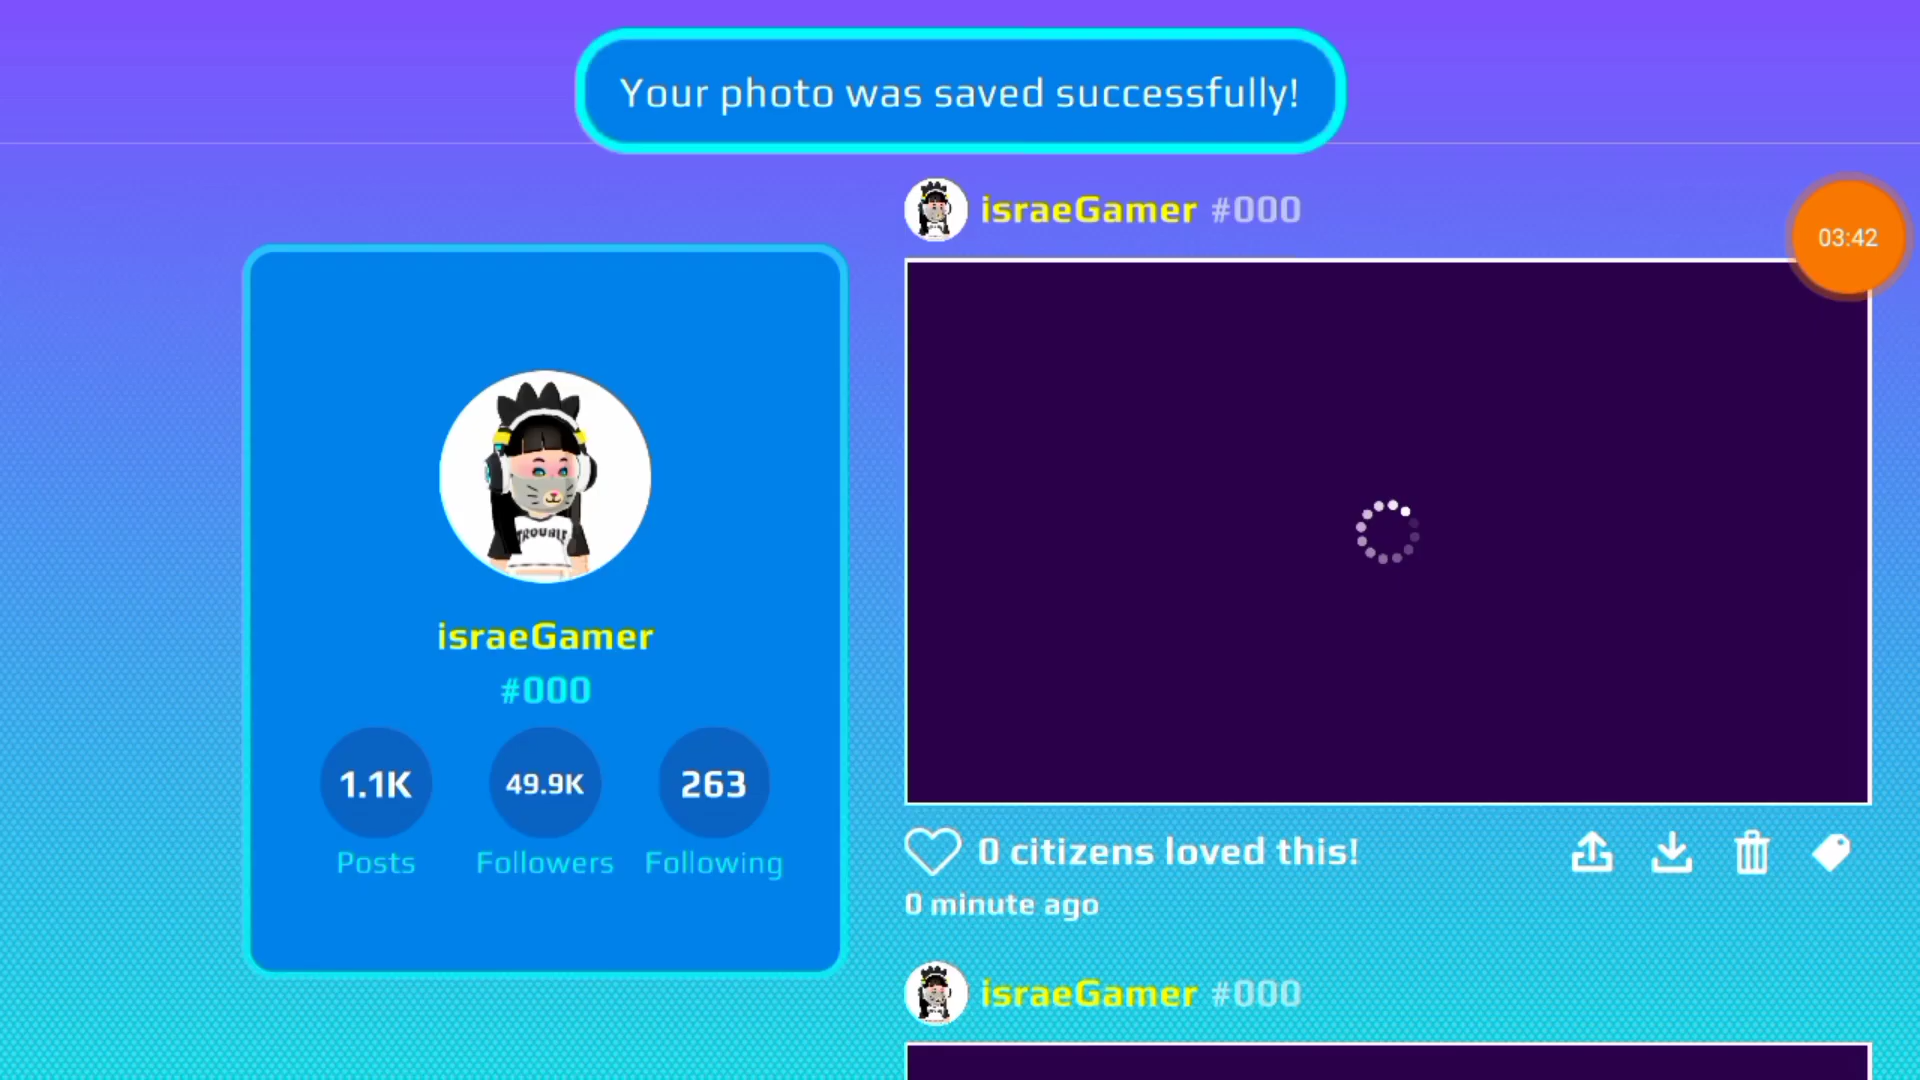 Your photo was saved successfully!
israeGamer #000
03:42
TROUBLE
israeGamer
#000
1.1K
49.9K
263
Posts
Followers
Following
0 citizens loved this!
0 minute ago
israeGamer #000